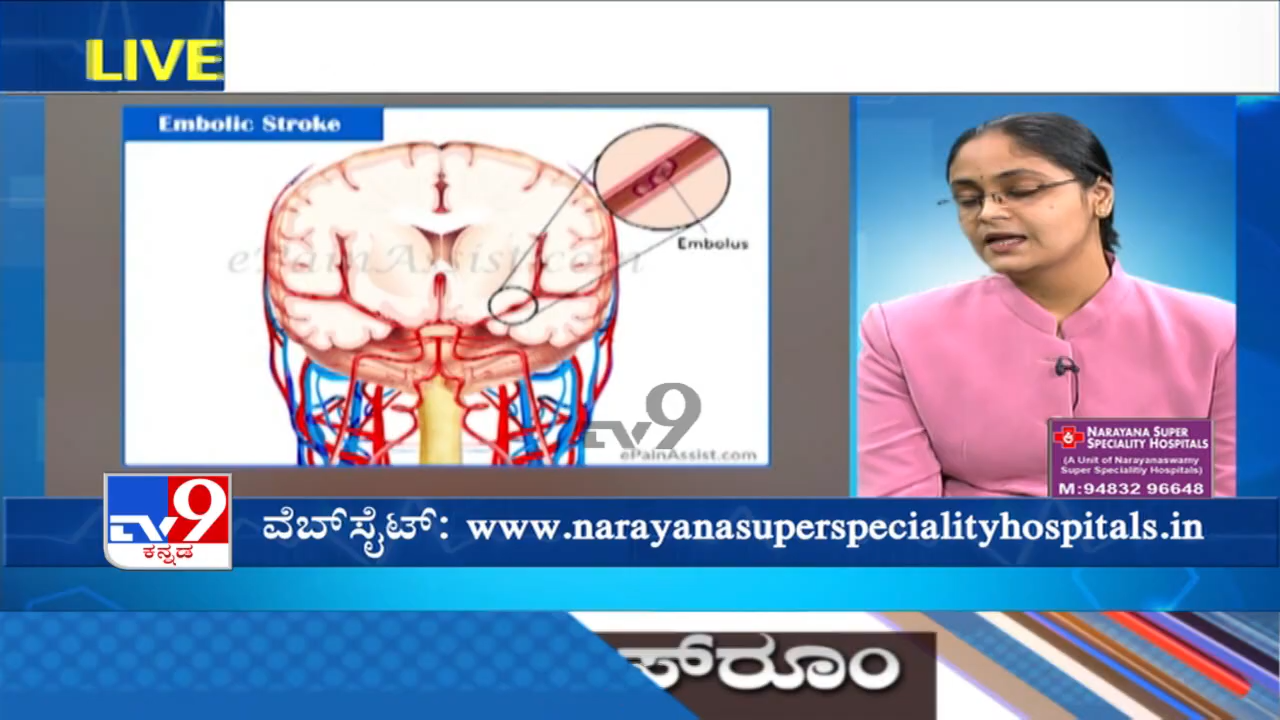 LIVE
Embolic Stroke
Embolus
ePainAssist.com
TV9
ePainAssist.com
NARAYANA SUPER
SPECIALITY HOSPITALS
(A Unit of Narayanaswamy
Super Speciality Hospitals)
M:94832 96648
TV9
ಕನ್ನಡ
ವೆಬ್‌ಸೈಟ್: www.narayanasuperspecialityhospitals.in
ಸ್‌ರೂಂ